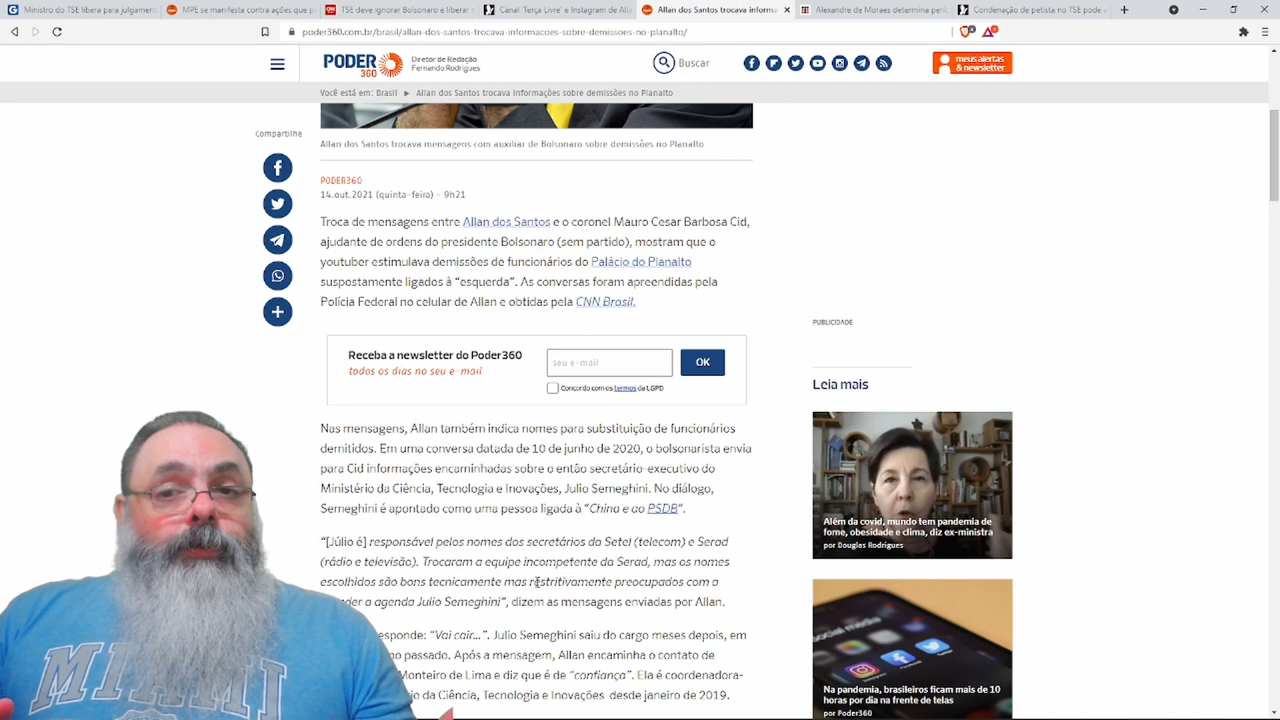 Ministro do TSE libera para julgament
MPE se manifesta contra ações que p
TSE deve ignorar Bolsonaro e liberar r
Canal Terça Livre e Instagram de Alla
Allan dos Santos trocava informa
Alexandre de Moraes determina peri
Condenação de petista no TSE pode a
poder360.com.br/brasil/allan-dos-santos-trocava-informacoes-sobre-demissoes-no-planalto/
PODER 360
Diretor de Redação
Fernando Rodrigues
Buscar
meus alertas
& newsletter
Você está em: Brasil ▶ Allan dos Santos trocava informações sobre demissões no Planalto
Compartilhe
Allan dos Santos trocava mensagens com auxiliar de Bolsonaro sobre demissões no Planalto
PODER360
14.out.2021 (quinta-feira) - 9h21
Troca de mensagens entre Allan dos Santos e o coronel Mauro Cesar Barbosa Cid,
ajudante de ordens do presidente Bolsonaro (sem partido), mostram que o
youtuber estimulava demissões de funcionários do Palácio do Planalto
supostamente ligados à “esquerda”. As conversas foram apreendidas pela
Polícia Federal no celular de Allan e obtidas pela CNN Brasil.
Receba a newsletter do Poder360
todos os dias no seu e-mail
seu e-mail
OK
Concordo com os termos da LGPD
Nas mensagens, Allan também indica nomes para substituição de funcionários
demitidos. Em uma conversa datada de 10 de junho de 2020, o bolsonarista envia
para Cid informações encaminhadas sobre o então secretário-executivo do
Ministério da Ciência, Tecnologia e Inovações, Julio Semeghini. No diálogo,
Semeghini é apontado como uma pessoa ligada à “China e ao PSDB”.
“[Júlio é] responsável pelos nomes dos secretários da Setel (telecom) e Serad
(rádio e televisão). Trocaram a equipe incompetente da Serad, mas os nomes
escolhidos são bons tecnicamente mas restritivamente preocupados com a
der a agenda Julio Semeghini”, dizem as mensagens enviadas por Allan.
esponde: “Vai cair...”. Julio Semeghini saiu do cargo meses depois, em
no passado. Após a mensagem, Allan encaminha o contato de
Monteiro de Lima e diz que é de “confiança”. Ela é coordenadora-
da Ciência, Tecnologia e Inovações desde janeiro de 2019.
PUBLICIDADE
Leia mais
Além da covid, mundo tem pandemia de
fome, obesidade e clima, diz ex-ministra
por Douglas Rodrigues
social media
Instagram
Facebook
Twitter
Na pandemia, brasileiros ficam mais de 10
horas por dia na frente de telas
por Poder360